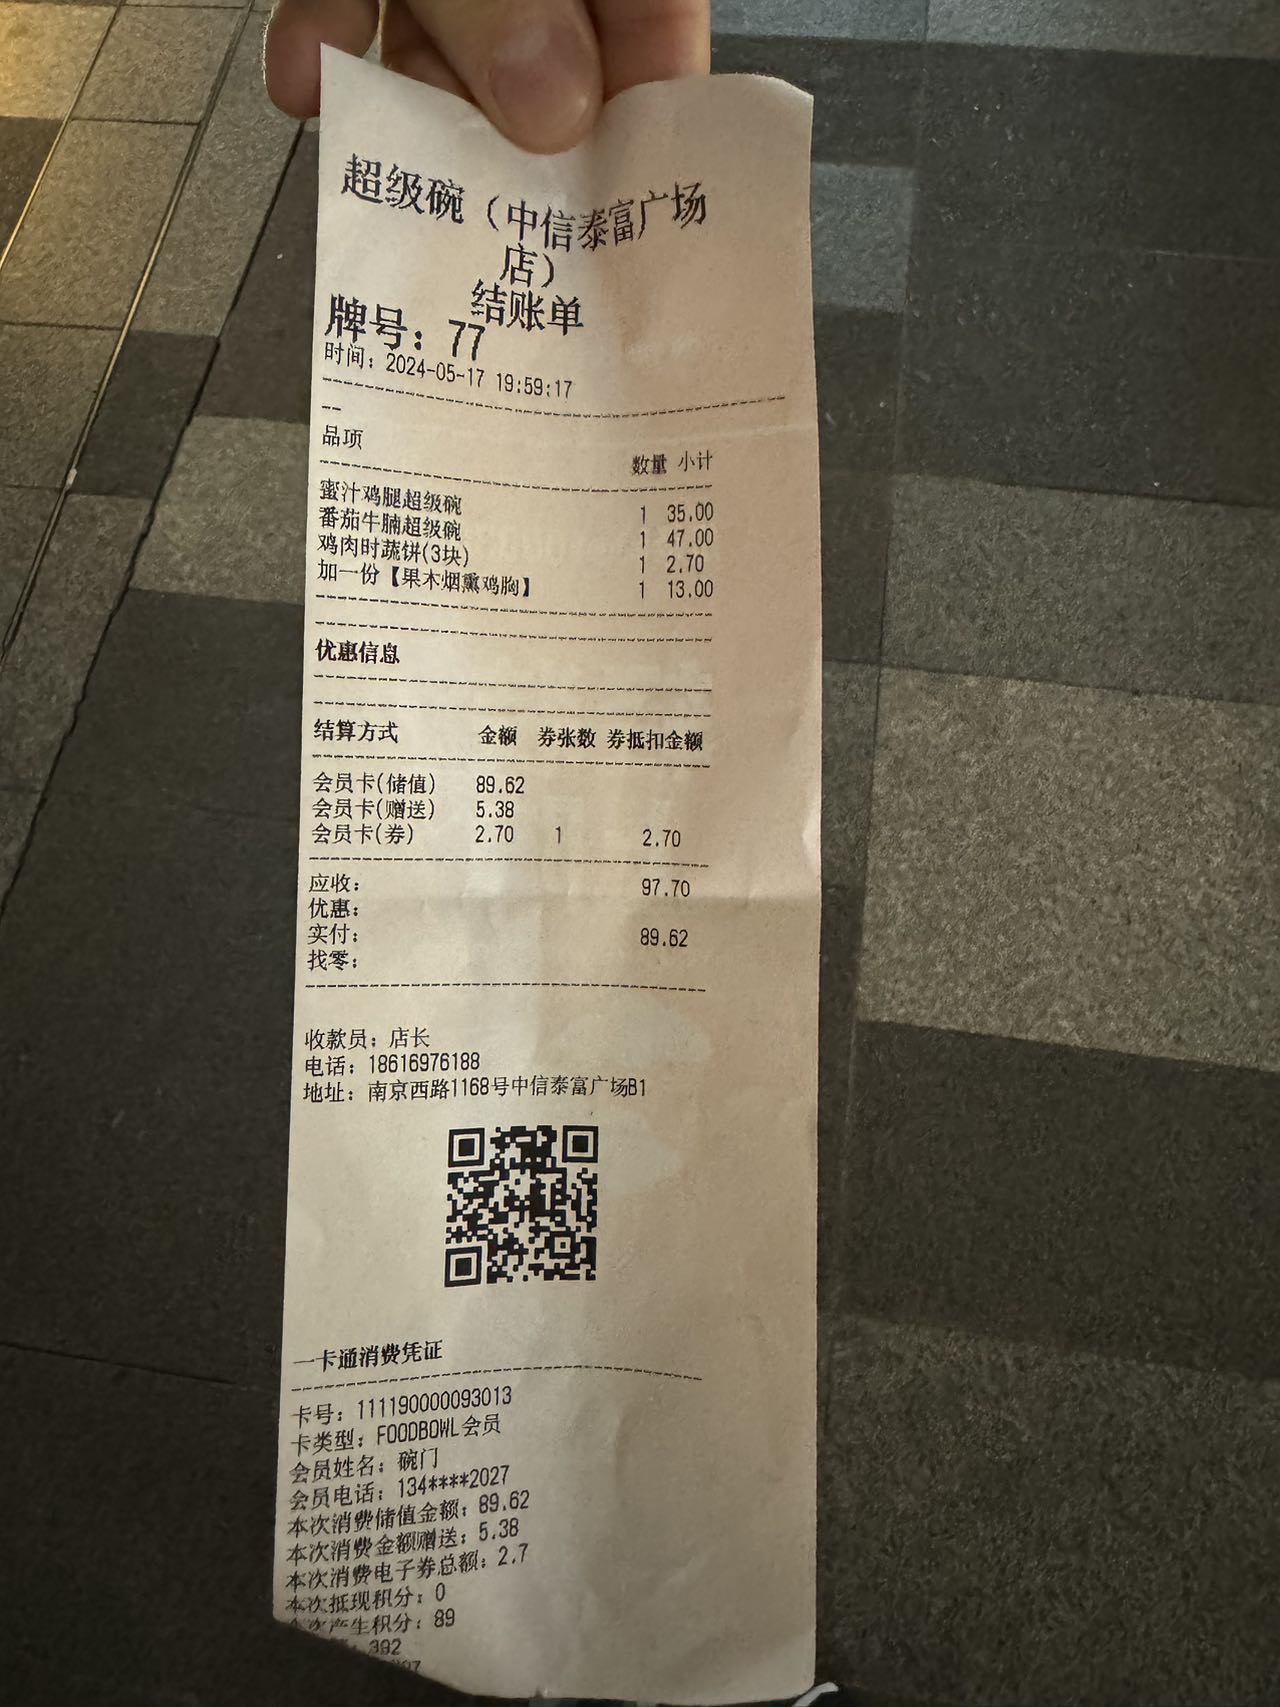 超级碗（中信泰富广场
店）
结账单
牌号：77
时间：2024-05-17 19:59:17
品项 数量 小计
蜜汁鸡腿超级碗 1 35.00
番茄牛腩超级碗 1 47.00
鸡肉时蔬饼(3块) 1 2.70
加一份【果木烟熏鸡胸】 1 13.00
优惠信息
结算方式 金额 券张数 券抵扣金额
会员卡(储值) 89.62
会员卡(赠送) 5.38
会员卡(券) 2.70 1 2.70
应收： 97.70
优惠：
实付： 89.62
找零：
收款员：店长
电话：18616976188
地址：南京西路1168号中信泰富广场B1
一卡通消费凭证
卡号：111190000093013
卡类型：FOODBOWL会员
会员姓名：碗门
会员电话：134****2027
本次消费储值金额：89.62
本次消费金额赠送：5.38
本次消费电子券总额：2.7
本次抵现积分：0
本次产生积分：89